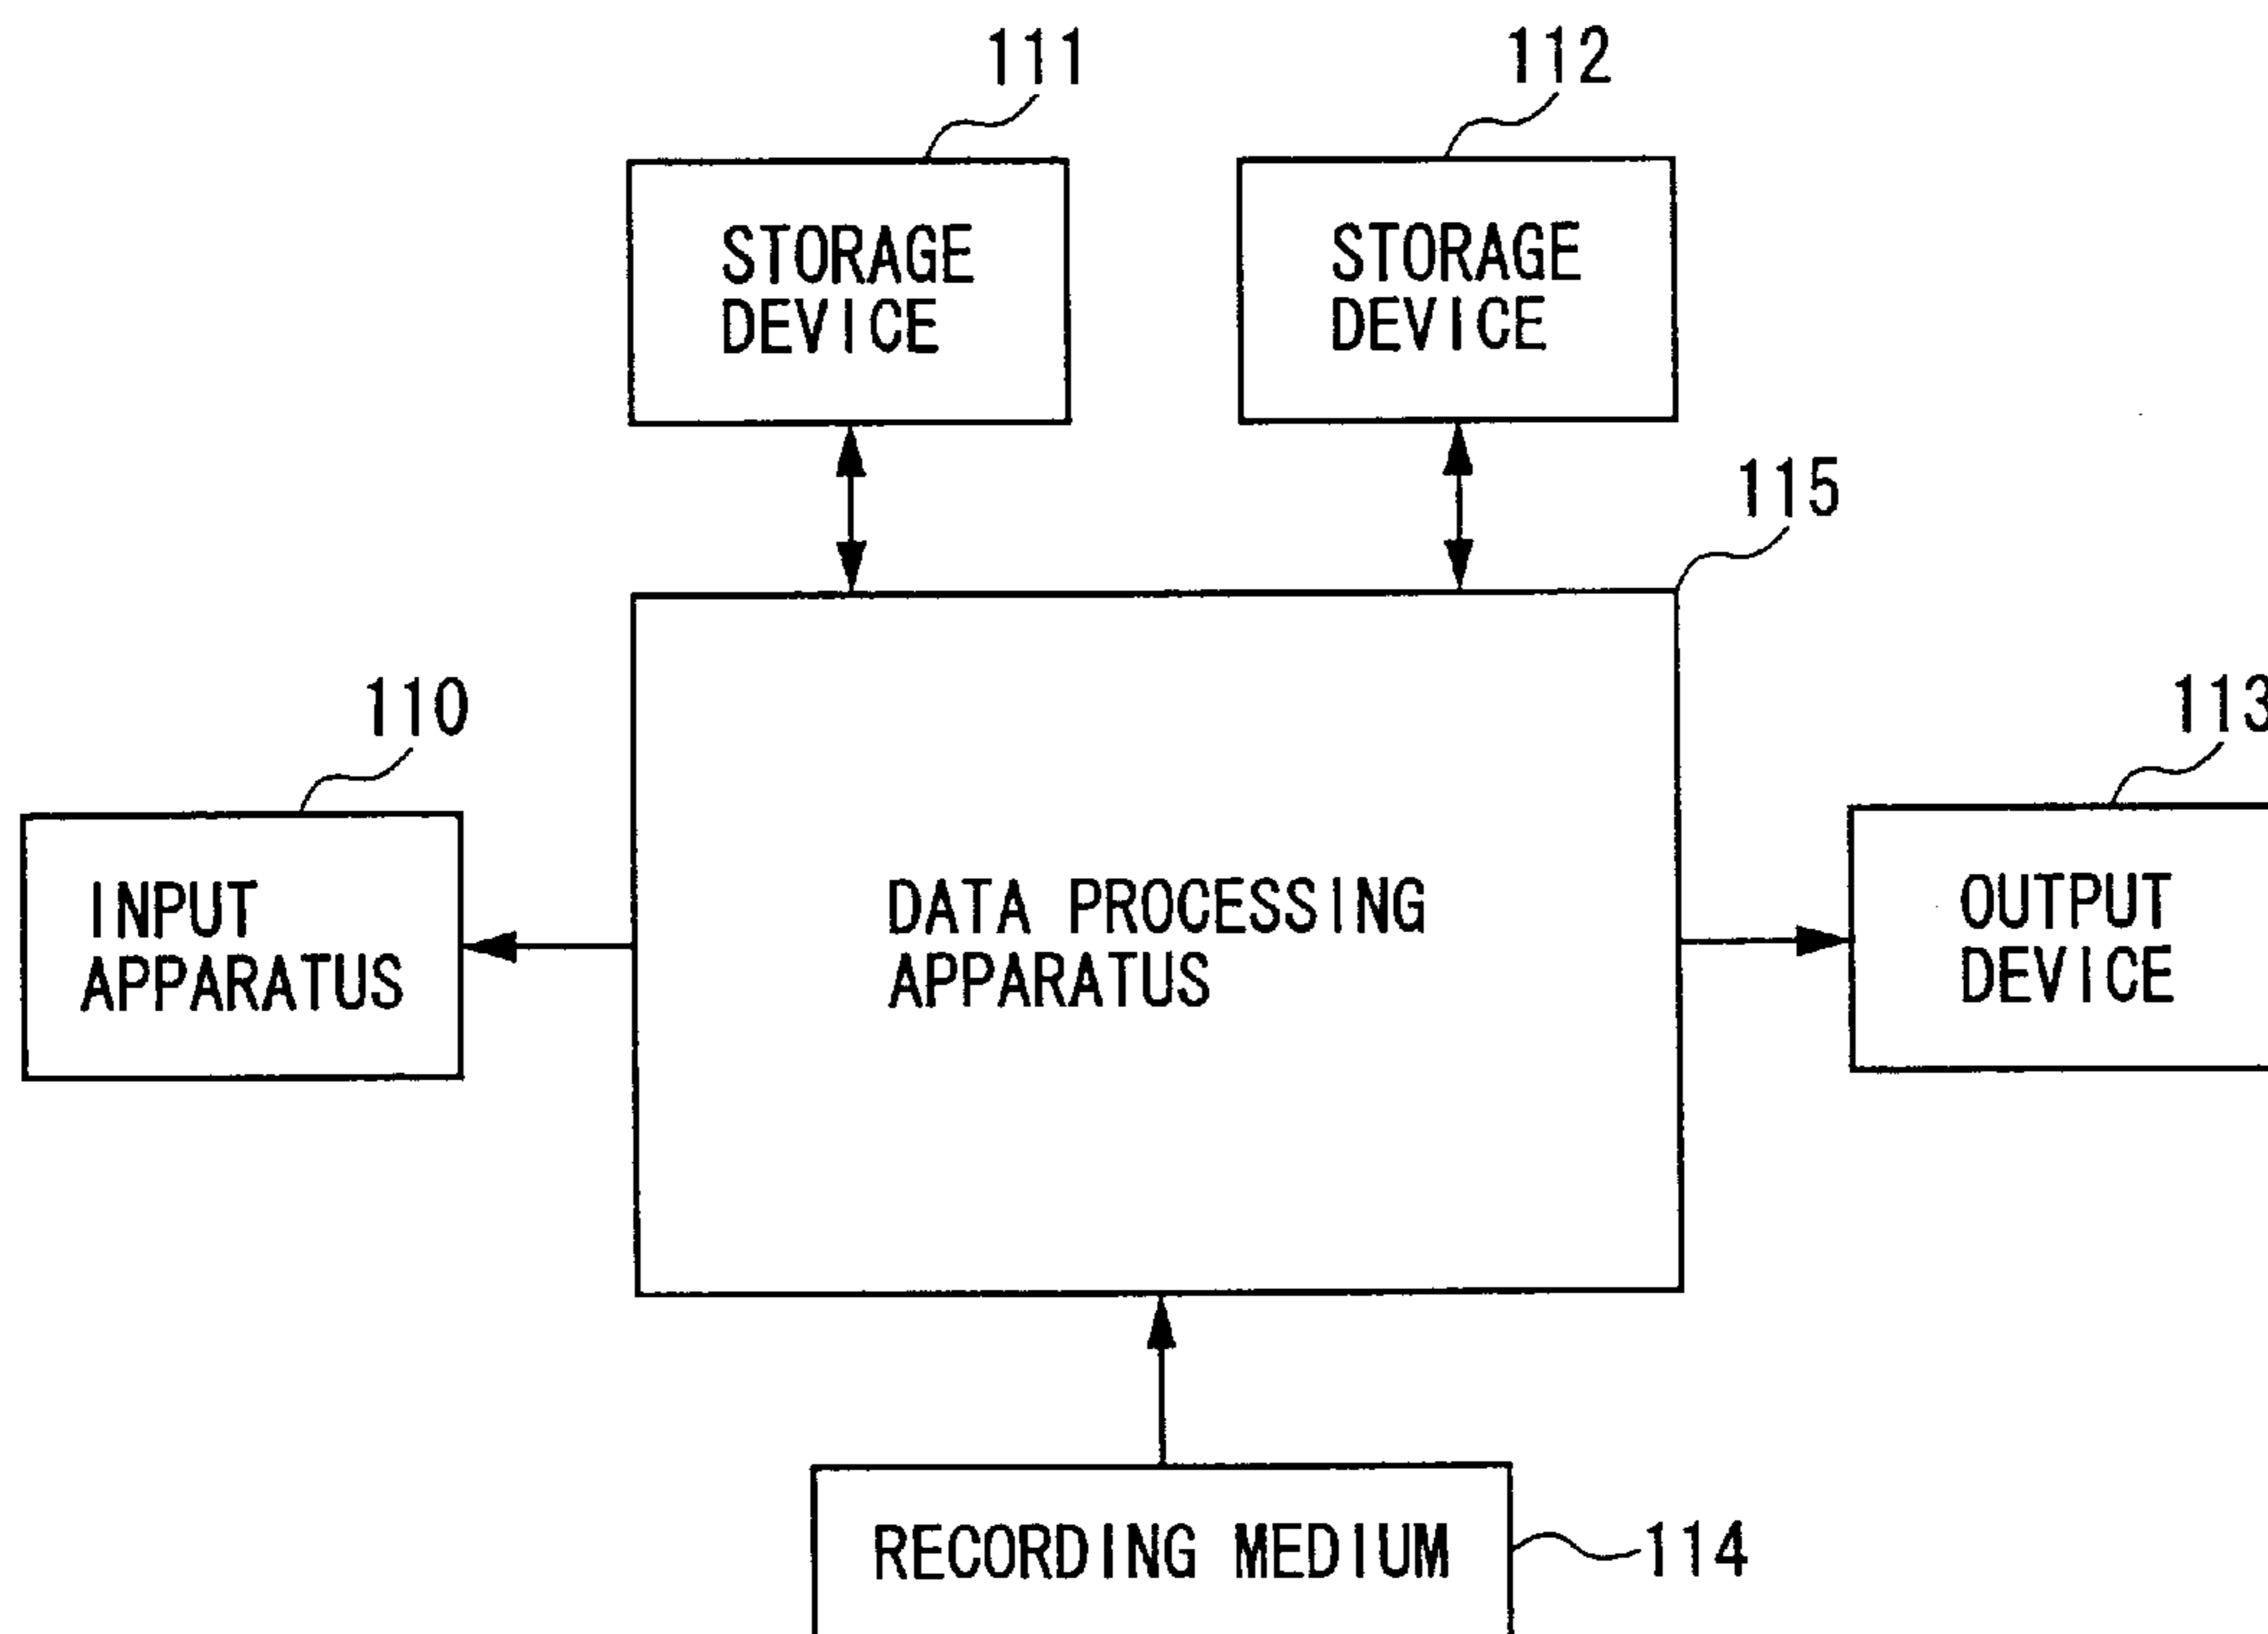 111
112
STORAGE
DEVICE
STORAGE
DEVICE
115
110
113
INPUT
APPARATUS
DATA PROCESSING
APPARATUS
OUTPUT
DEVICE
RECORDING MEDIUM
114